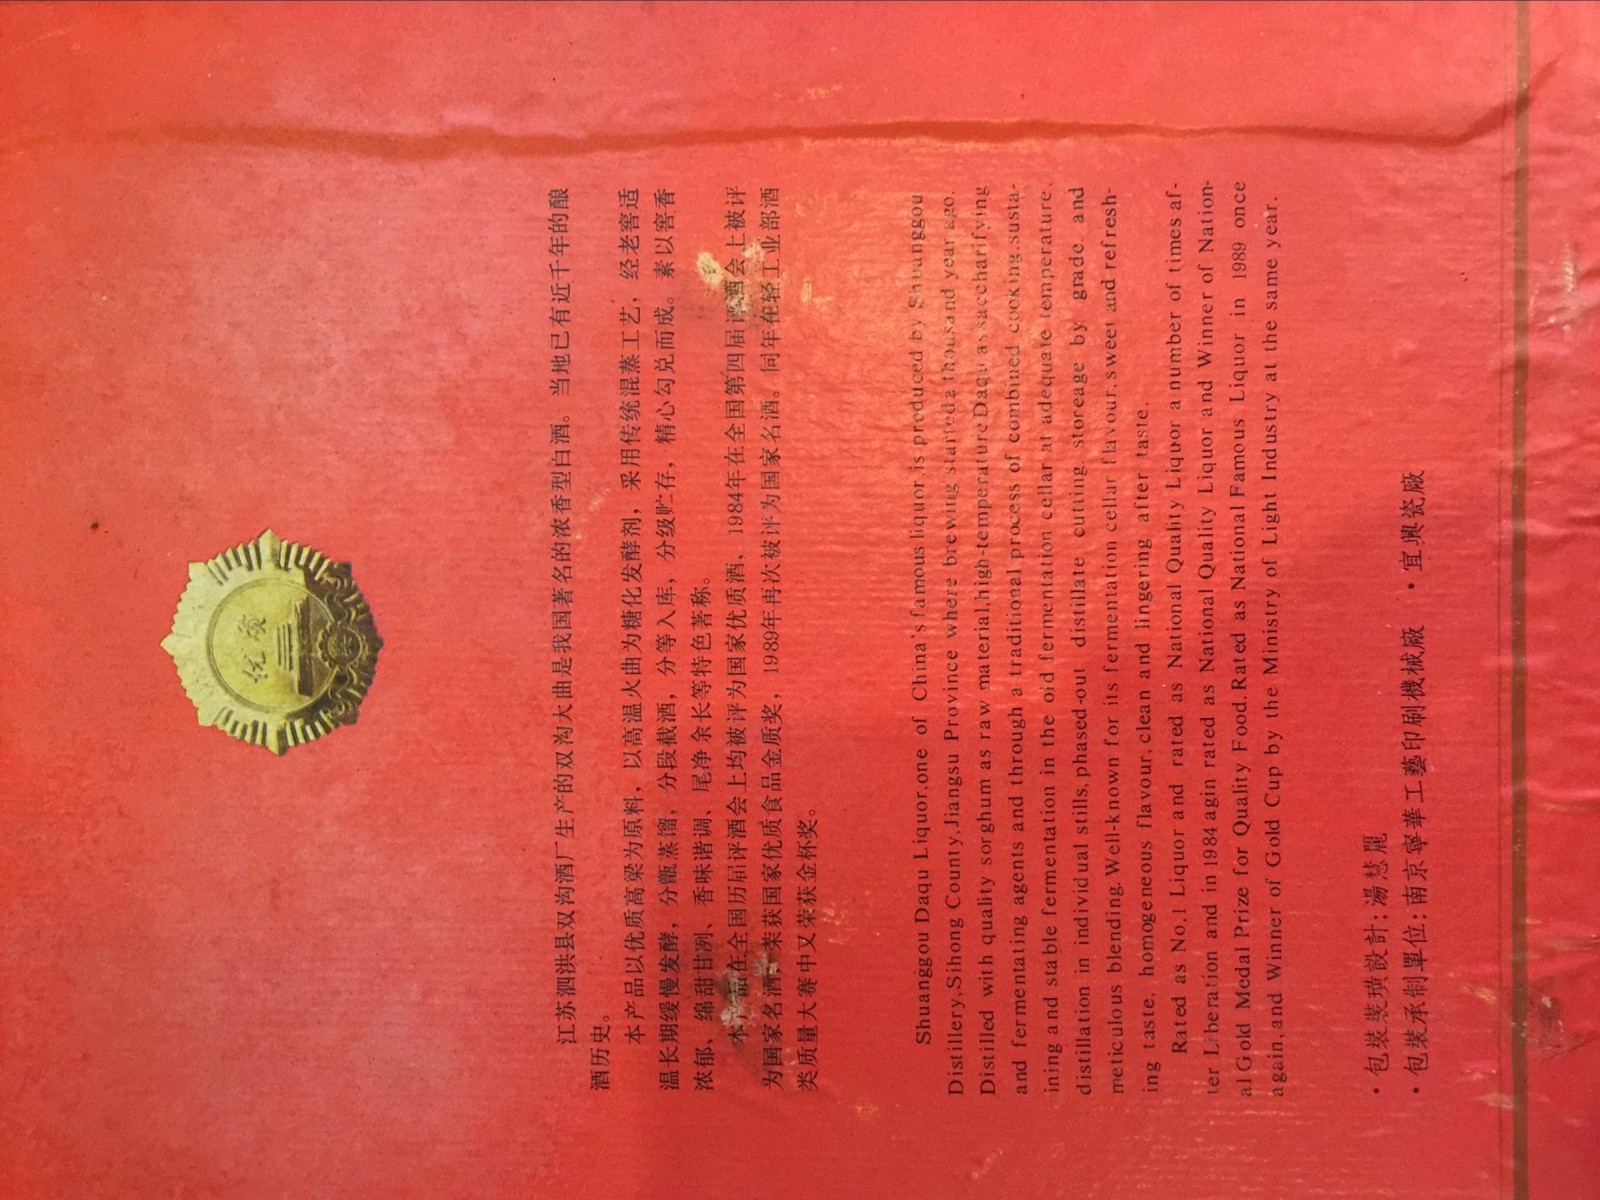 优质
江苏泗洪县双沟酒厂生产的双沟大曲是我国著名的浓香型白酒。当地已有近千年的酿
酒历史。
本产品以优质高梁为原料，以高温火曲为糖化发酵剂，采用传统混蒸工艺，经老窖适
温长期缓慢发酵，分甑蒸馏，分段截酒，分等入库，分级贮存，精心勾兑而成。素以窖香
浓郁、绵甜甘冽、香味谐调、尾净余长等特色著称。
本产品在全国历届评酒会上均被评为国家优质酒，1984年在全国第四届评酒会上被评
为国家名酒并荣获国家优质食品金质奖，1989年再次被评为国家名酒。同年在轻工业部酒
类质量大赛中又荣获金杯奖。
Shuanggou Daqu Liquor,one of China's famous liquor,is produced by Shuanggou
Distillery,Sihong County,Jiangsu Province where brewing started a thousand year ago.
Distilled with quality sorghum as raw material,high-temperature Daqu as saccharifying
and fermentating agents and through a traditional process of combined cooking,susta-
ining and stable fermentation in the old fermentation cellar at adequate temperature,
distillation in individual stills,phased-out distillate cutting, storeage by grade and
meticulous blending.Well-known for its fermentation cellar flavour,sweet and refresh-
ing taste, homogeneous flavour,clean and lingering after taste.
Rated as No.1 Liquor and rated as National Quality Liquor a number of times af-
ter Liberation and in 1984 agin rated as National Quality Liquor and Winner of Nation-
al Gold Medal Prize for Quality Food.Rated as National Famous Liquor in 1989 once
again,and Winner of Gold Cup by the Ministry of Light Industry at the same year.
·包裝裝璜設計:湯慧麗
·包裝承制單位:南京寧華工藝印刷機械廠 ·宜興瓷廠